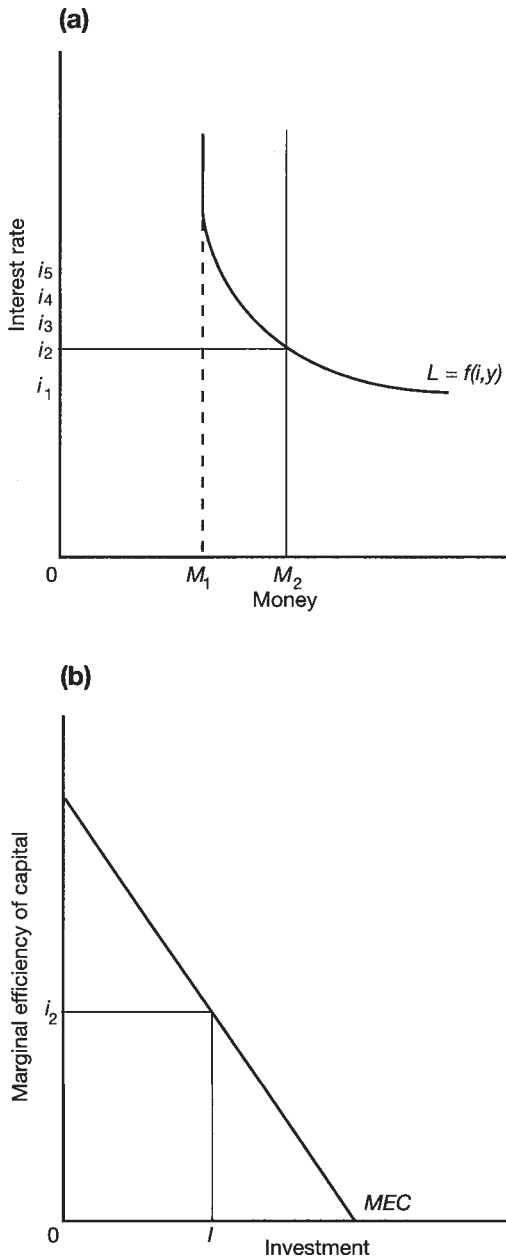 (a)
Interest rate
i5
i4
i3
i2
i1
L = f(i,y)
0
M1
M2
Money
(b)
Marginal efficiency of capital
i2
MEC
0
I
Investment